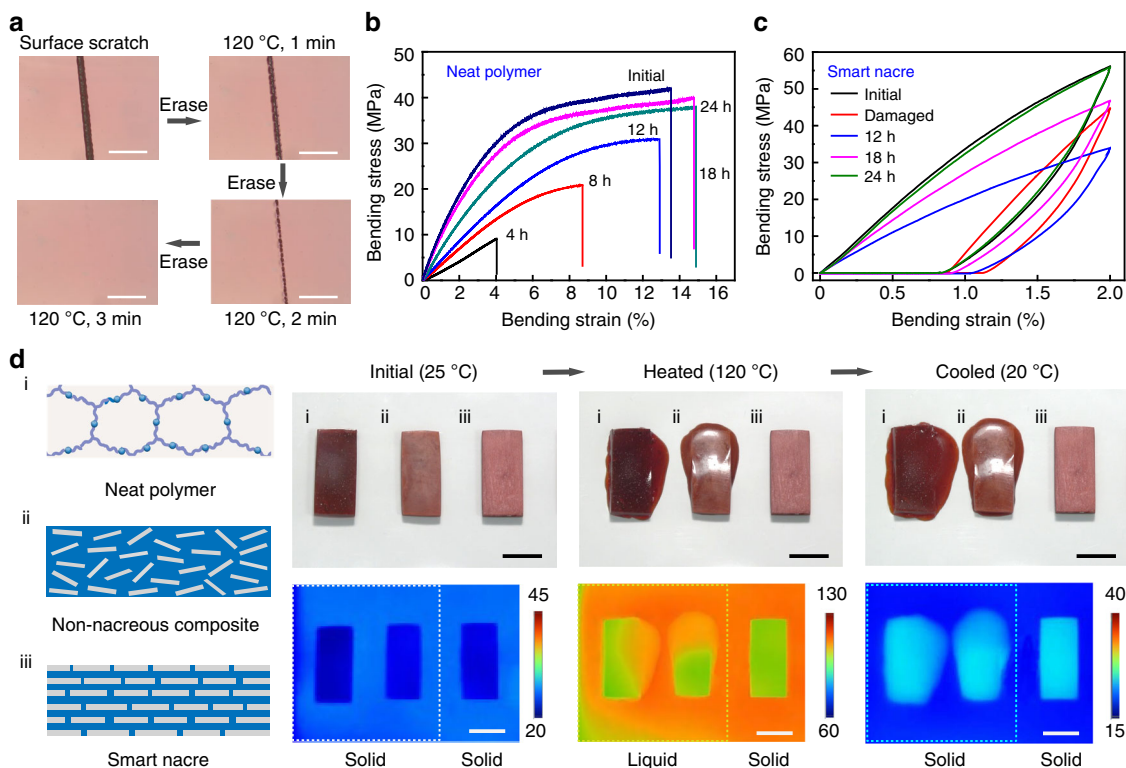 a
Surface scratch
120 °C, 1 min
Erase
Erase
Erase
120 °C, 3 min
120 °C, 2 min
b
Bending stress (MPa)
50
40
30
20
10
0
Neat polymer
Initial
24 h
12 h
18 h
8 h
4 h
0 2 4 6 8 10 12 14 16
Bending strain (%)
c
Bending stress (MPa)
60
50
40
30
20
10
0
Smart nacre
Initial
Damaged
12 h
18 h
24 h
0 0.5 1.0 1.5 2.0
Bending strain (%)
d
i
Neat polymer
ii
Non-nacreous composite
iii
Smart nacre
Initial (25 °C)
Heated (120 °C)
Cooled (20 °C)
i ii iii
i ii iii
i ii iii
45
20
130
60
40
15
Solid Solid
Liquid Solid
Solid Solid